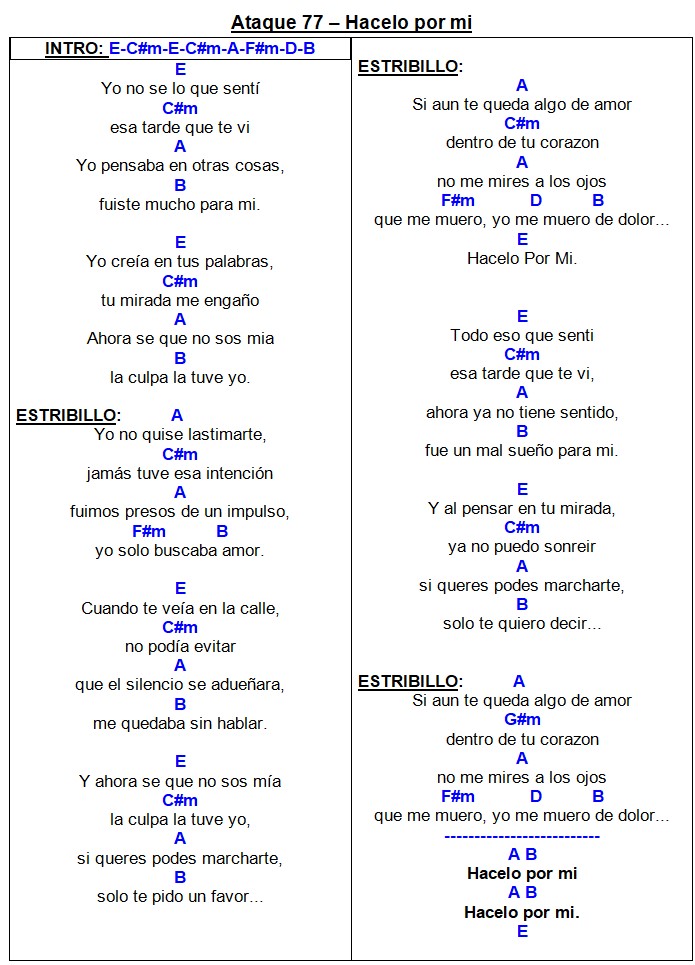 Ataque 77 – Hacelo por mi
INTRO: E-C#m-E-C#m-A-F#m-D-B
E
Yo no se lo que sentí
C#m
esa tarde que te vi
A
Yo pensaba en otras cosas,
B
fuiste mucho para mi.
E
Yo creía en tus palabras,
C#m
tu mirada me engaño
A
Ahora se que no sos mia
B
la culpa la tuve yo.
ESTRIBILLO: A
Yo no quise lastimarte,
C#m
jamás tuve esa intención
A
fuimos presos de un impulso,
F#m B
yo solo buscaba amor.
E
Cuando te veía en la calle,
C#m
no podía evitar
A
que el silencio se adueñara,
B
me quedaba sin hablar.
E
Y ahora se que no sos mía
C#m
la culpa la tuve yo,
A
si queres podes marcharte,
B
solo te pido un favor...
ESTRIBILLO:
A
Si aun te queda algo de amor
C#m
dentro de tu corazon
A
no me mires a los ojos
F#m D B
que me muero, yo me muero de dolor...
E
Hacelo Por Mi.
E
Todo eso que senti
C#m
esa tarde que te vi,
A
ahora ya no tiene sentido,
B
fue un mal sueño para mi.
E
Y al pensar en tu mirada,
C#m
ya no puedo sonreir
A
si queres podes marcharte,
B
solo te quiero decir...
ESTRIBILLO: A
Si aun te queda algo de amor
G#m
dentro de tu corazon
A
no me mires a los ojos
F#m D B
que me muero, yo me muero de dolor...
--------------------------
A B
Hacelo por mi
A B
Hacelo por mi.
E